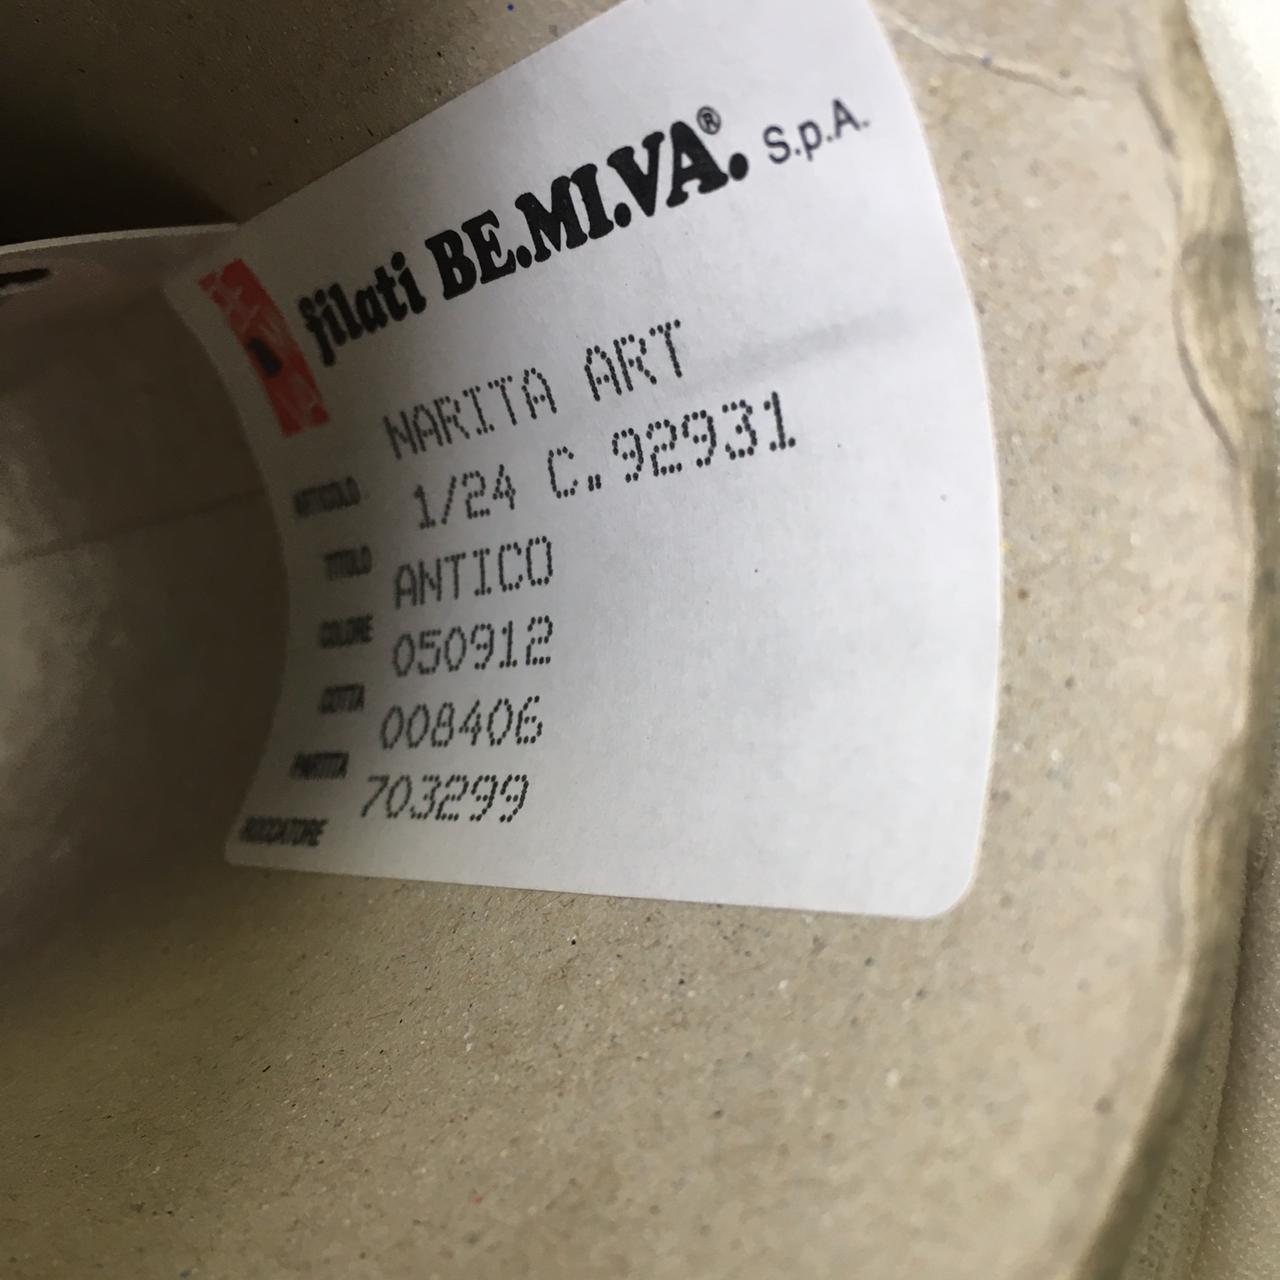 filati BE.MI.VA.® S.p.A.
NARITA ART
ARTICOLO
1/24 C.92931
TITOLO
ANTICO
COLORE
050912
COTTA
008406
PARTITA
703299
ROCCATORE